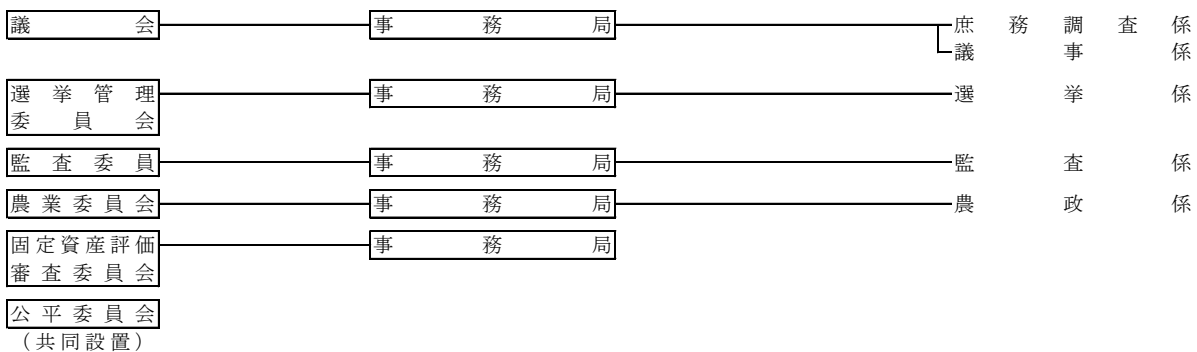 議会 事務局 庶務調査係
議事係
選挙管理 事務局 選挙係
委員会
監査委員 事務局 監査係
農業委員会 事務局 農政係
固定資産評価 事務局
審査委員会
公平委員会
（共同設置）